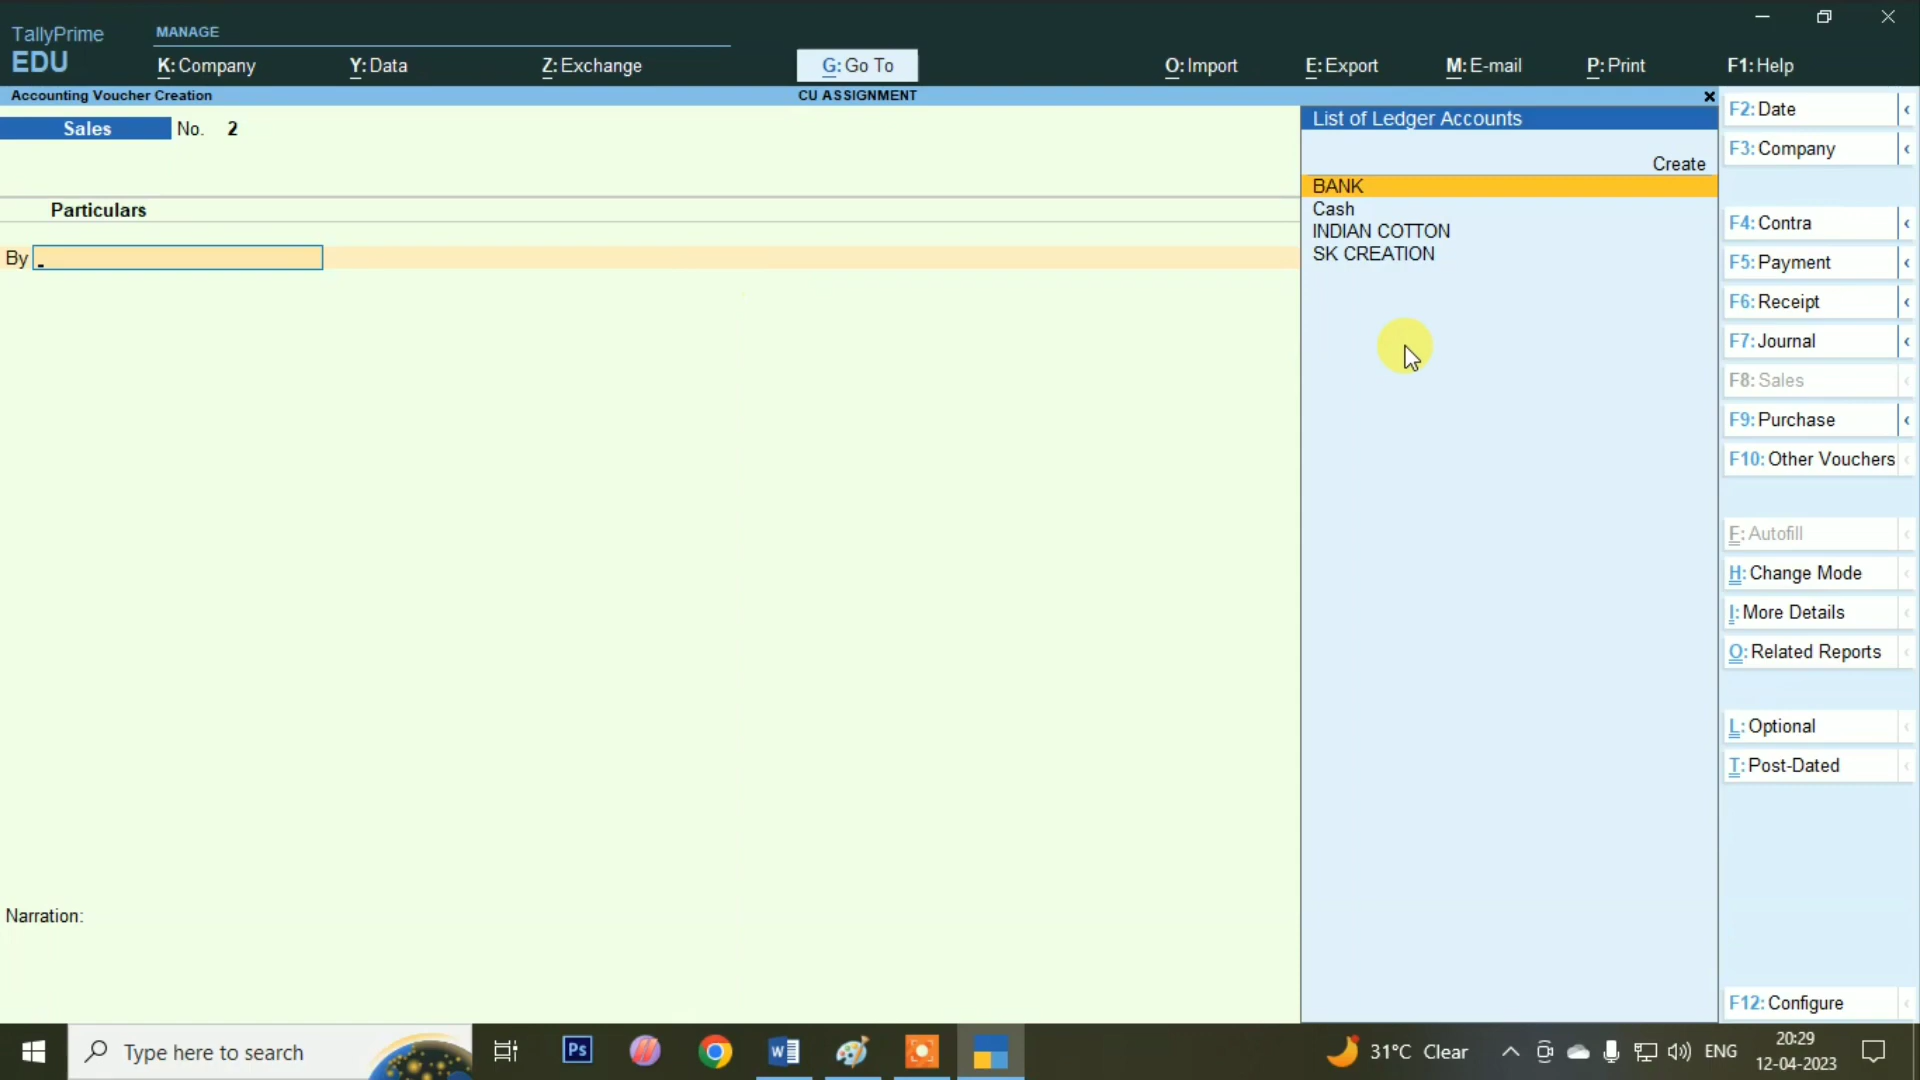 TallyPrime
EDU
MANAGE
K: Company
Y: Data
Z: Exchange
G: Go To
O: Import
E: Export
M: E-mail
P: Print
F1: Help
Accounting Voucher Creation
CU ASSIGNMENT
Sales No. 2
Particulars
By
List of Ledger Accounts
Create
BANK
Cash
INDIAN COTTON
SK CREATION
F2: Date
F3: Company
F4: Contra
F5: Payment
F6: Receipt
F7: Journal
F8: Sales
F9: Purchase
F10: Other Vouchers
F: Autofill
H: Change Mode
I: More Details
O: Related Reports
L: Optional
T: Post-Dated
F12: Configure
Narration:
Type here to search
Ps
31°C Clear
ENG
20:29
12-04-2023